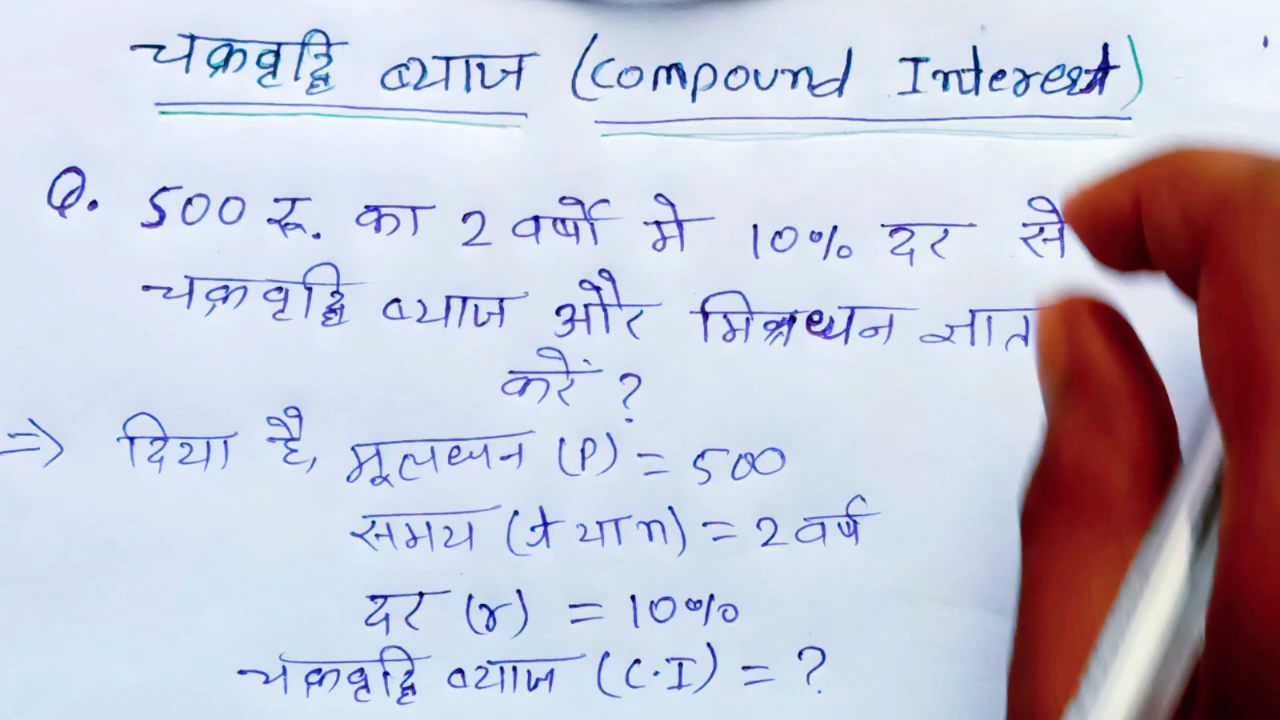 चक्रवृद्धि ब्याज (Compound Interest)
Q. 500 रू. का 2 वर्षो मे 10% दर से
चक्रवृद्धि ब्याज और मिश्रधन ज्ञात
करें ?
=> दिया है, मूलधन (P) = 500
समय (t या n) = 2 वर्ष
दर (r) = 10%
चक्रवृद्धि ब्याज (C.I) = ?